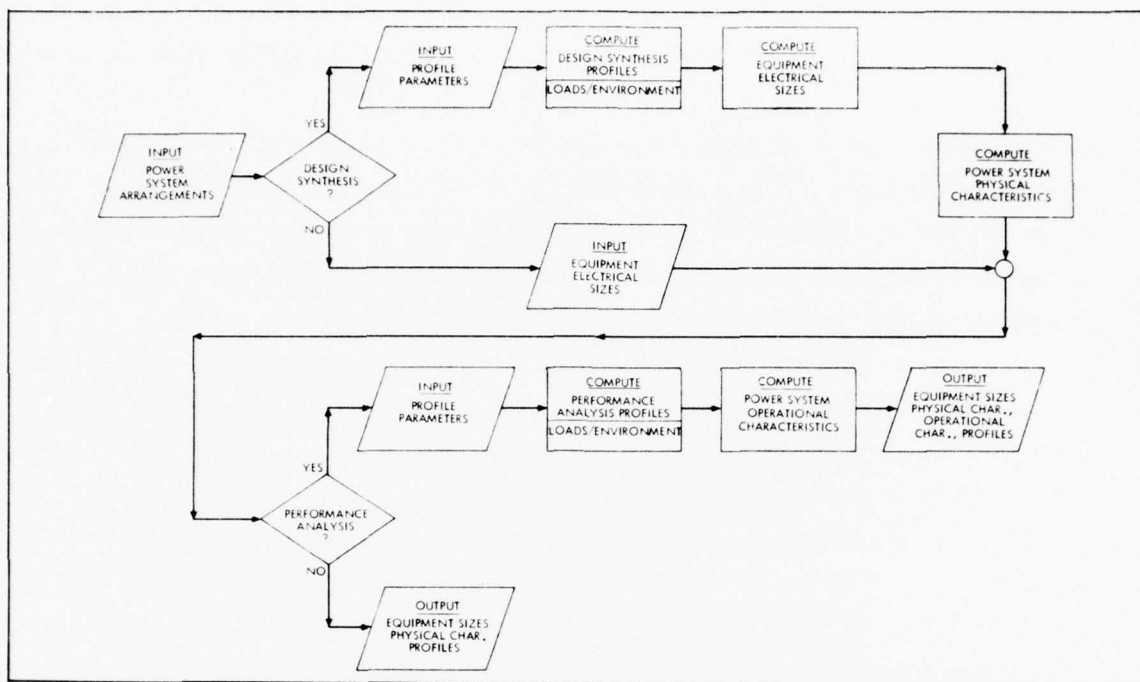 INPUT
PROFILE
PARAMETERS
COMPUTE
DESIGN SYNTHESIS
PROFILES
LOADS/ENVIRONMENT
COMPUTE
EQUIPMENT
ELECTRICAL
SIZES
YES
INPUT
POWER
SYSTEM
ARRANGEMENTS
DESIGN
SYNTHESIS
?
COMPUTE
POWER SYSTEM
PHYSICAL
CHARACTERISTICS
NO
INPUT
EQUIPMENT
ELECTRICAL
SIZES
INPUT
PROFILE
PARAMETERS
COMPUTE
PERFORMANCE
ANALYSIS PROFILES
LOADS/ENVIRONMENT
COMPUTE
POWER SYSTEM
OPERATIONAL
CHARACTERISTICS
OUTPUT
EQUIPMENT SIZES
PHYSICAL CHAR.,
OPERATIONAL
CHAR., PROFILES
YES
PERFORMANCE
ANALYSIS
?
NO
OUTPUT
EQUIPMENT SIZES
PHYSICAL CHAR.
PROFILES